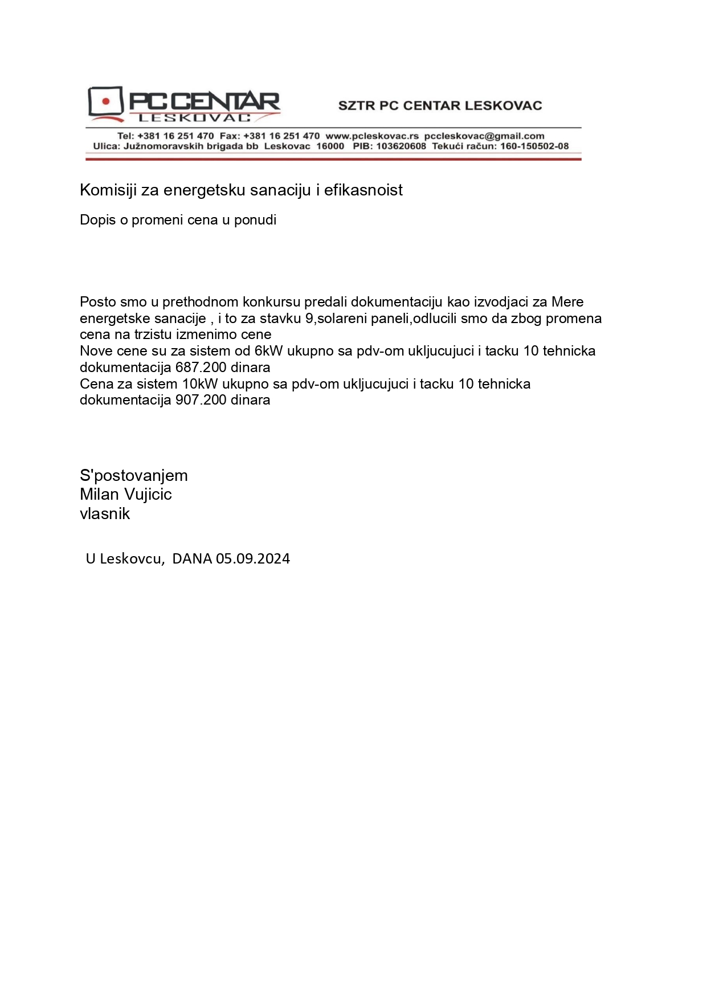 PC CENTAR
LESKOVAC
SZTR PC CENTAR LESKOVAC
Tel: +381 16 251 470 Fax: +381 16 251 470 www.pcleskovac.rs pccleskovac@gmail.com
Ulica: Južnomoravskih brigada bb Leskovac 16000 PIB: 103620608 Tekući račun: 160-150502-08
Komisiji za energetsku sanaciju i efikasnoist
Dopis o promeni cena u ponudi
Posto smo u prethodnom konkursu predali dokumentaciju kao izvodjaci za Mere
energetske sanacije , i to za stavku 9,solareni paneli,odlucili smo da zbog promena
cena na trzistu izmenimo cene
Nove cene su za sistem od 6kW ukupno sa pdv-om ukljucujuci i tacku 10 tehnicka
dokumentacija 687.200 dinara
Cena za sistem 10kW ukupno sa pdv-om ukljucujuci i tacku 10 tehnicka
dokumentacija 907.200 dinara
S'postovanjem
Milan Vujicic
vlasnik
U Leskovcu, DANA 05.09.2024